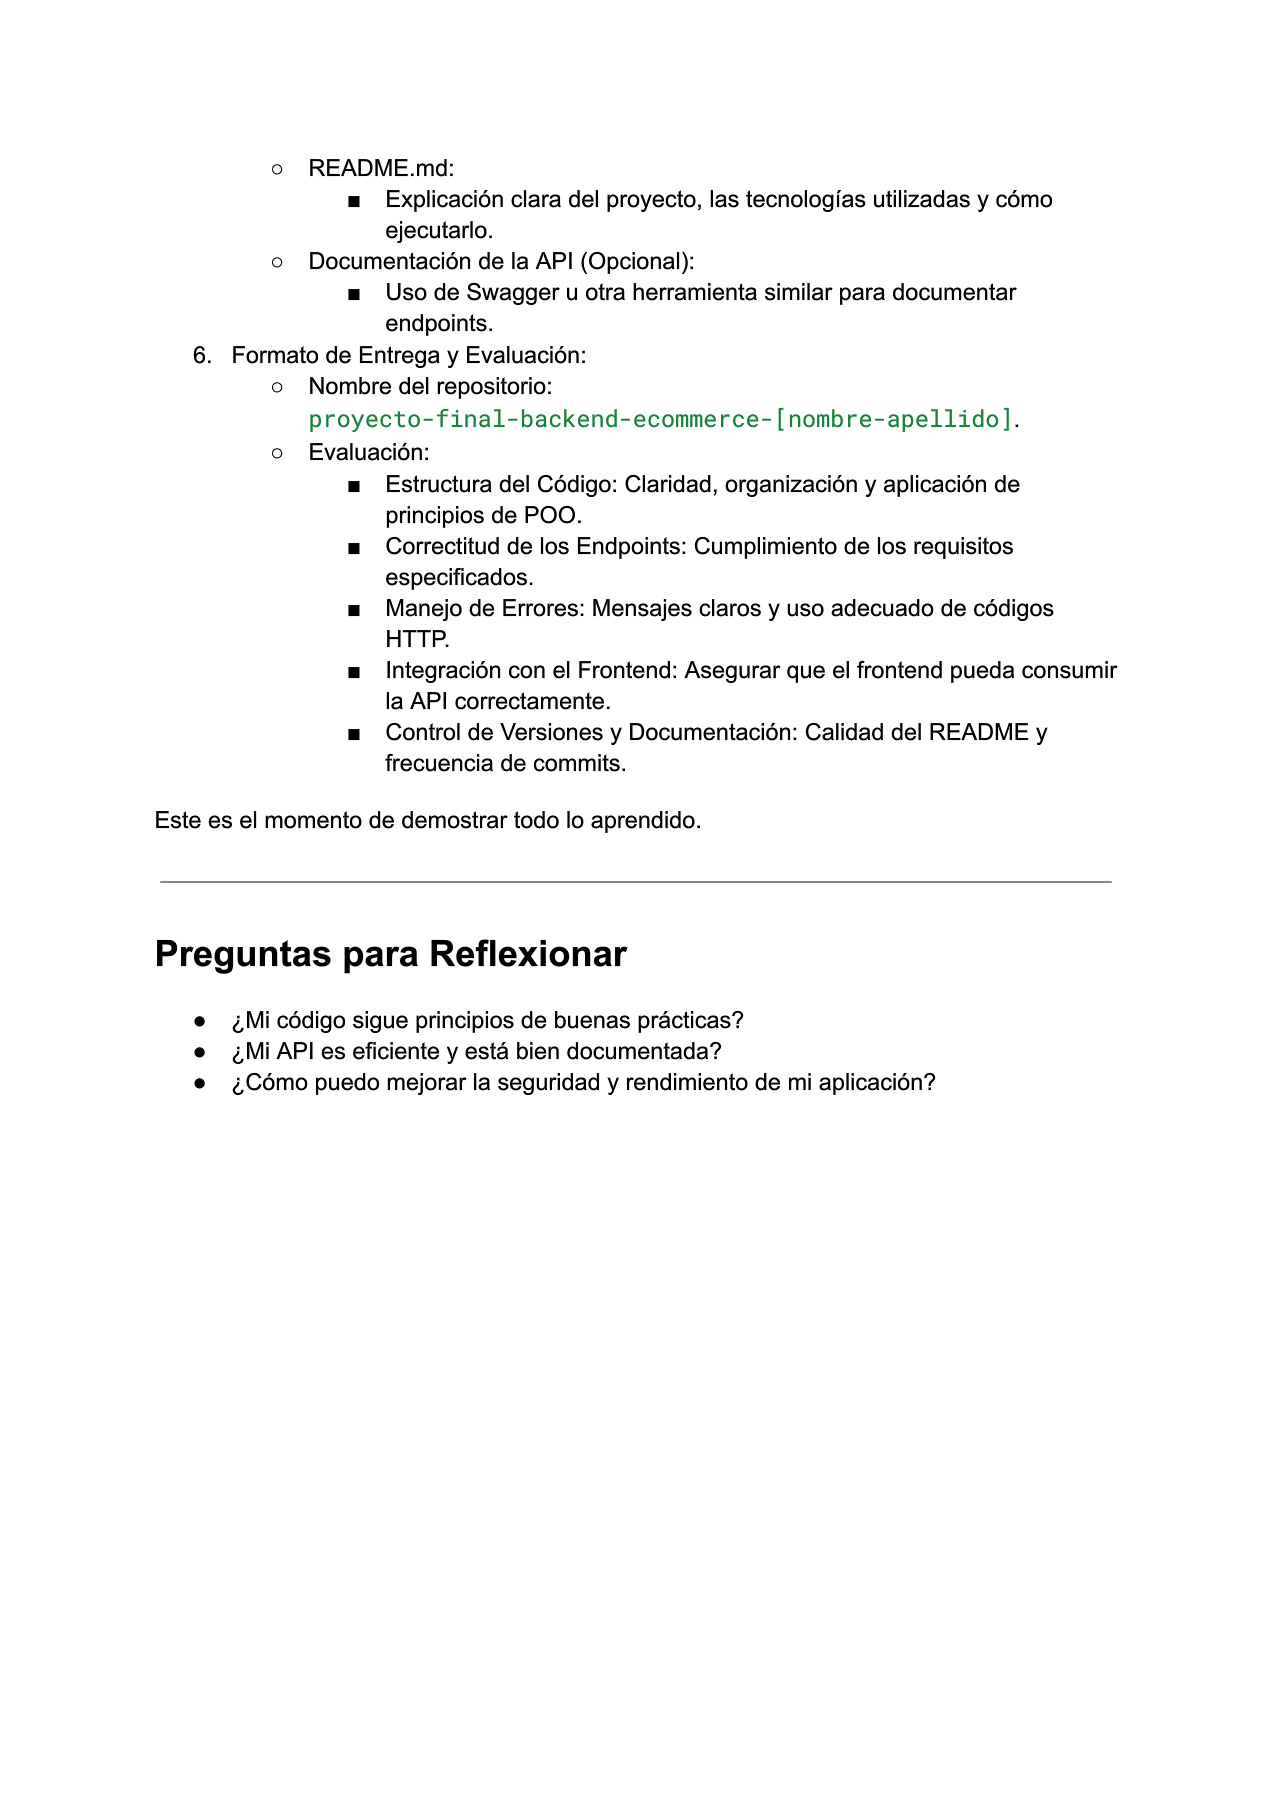 ○ README.md:
■ Explicación clara del proyecto, las tecnologías utilizadas y cómo
ejecutarlo.
○ Documentación de la API (Opcional):
■ Uso de Swagger u otra herramienta similar para documentar
endpoints.
6. Formato de Entrega y Evaluación:
○ Nombre del repositorio:
proyecto-final-backend-ecommerce-[nombre-apellido].
○ Evaluación:
■ Estructura del Código: Claridad, organización y aplicación de
principios de POO.
■ Correctitud de los Endpoints: Cumplimiento de los requisitos
especificados.
■ Manejo de Errores: Mensajes claros y uso adecuado de códigos
HTTP.
■ Integración con el Frontend: Asegurar que el frontend pueda consumir
la API correctamente.
■ Control de Versiones y Documentación: Calidad del README y
frecuencia de commits.
Este es el momento de demostrar todo lo aprendido.
Preguntas para Reflexionar
● ¿Mi código sigue principios de buenas prácticas?
● ¿Mi API es eficiente y está bien documentada?
● ¿Cómo puedo mejorar la seguridad y rendimiento de mi aplicación?